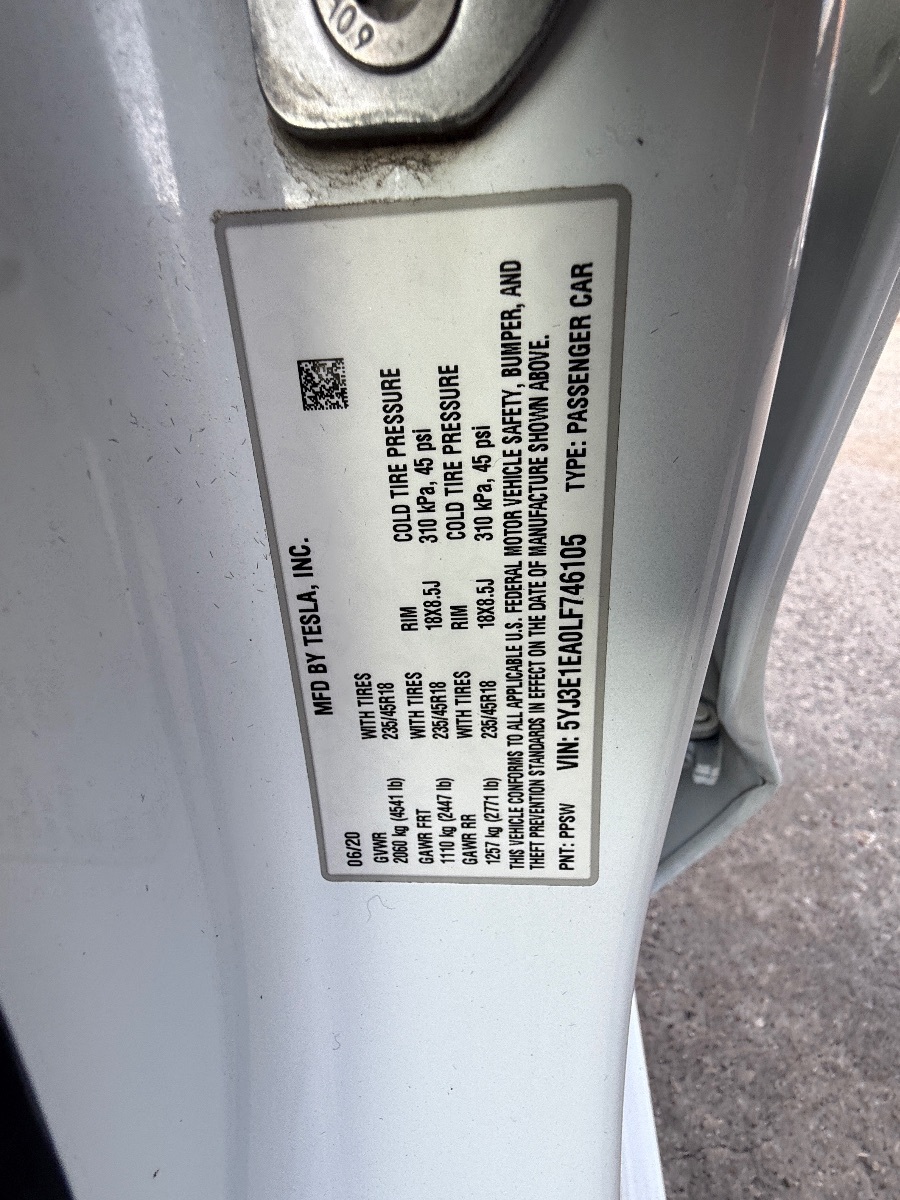 10.9
MFD BY TESLA, INC.
06/20
GVWR WITH TIRES
2060 kg (4541 lb) 235/45R18
GAWR FRT WITH TIRES RIM COLD TIRE PRESSURE
1110 kg (2447 lb) 235/45R18 18X8.5J 310 kPa, 45 psi
GAWR RR WITH TIRES RIM COLD TIRE PRESSURE
1257 kg (2771 lb) 235/45R18 18X8.5J 310 kPa, 45 psi
THIS VEHICLE CONFORMS TO ALL APPLICABLE U.S. FEDERAL MOTOR VEHICLE SAFETY, BUMPER, AND
THEFT PREVENTION STANDARDS IN EFFECT ON THE DATE OF MANUFACTURE SHOWN ABOVE.
PNT: PPSW VIN: 5YJ3E1EA0LF746105 TYPE: PASSENGER CAR